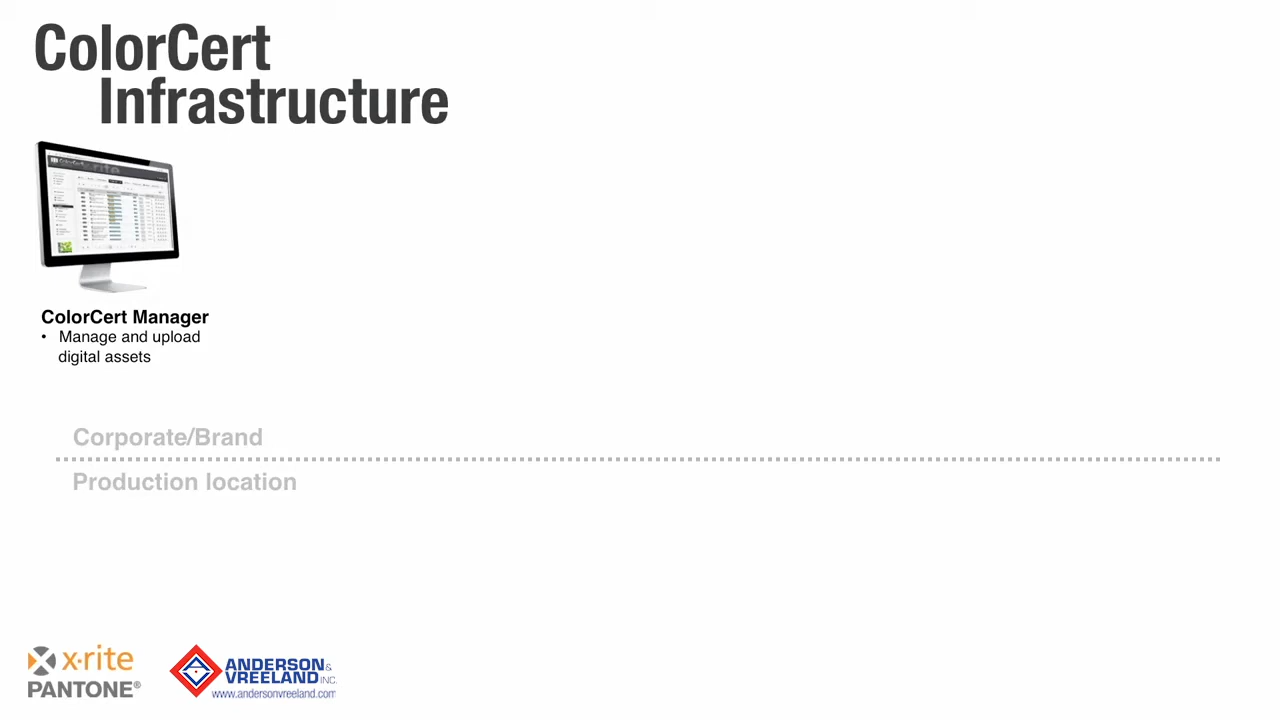 ColorCert
Infrastructure
ColorCert Manager
• Manage and upload
digital assets
Corporate/Brand
Production location
x·rite
PANTONE®
ANDERSON &
VREELAND INC.
www.andersonvreeland.com